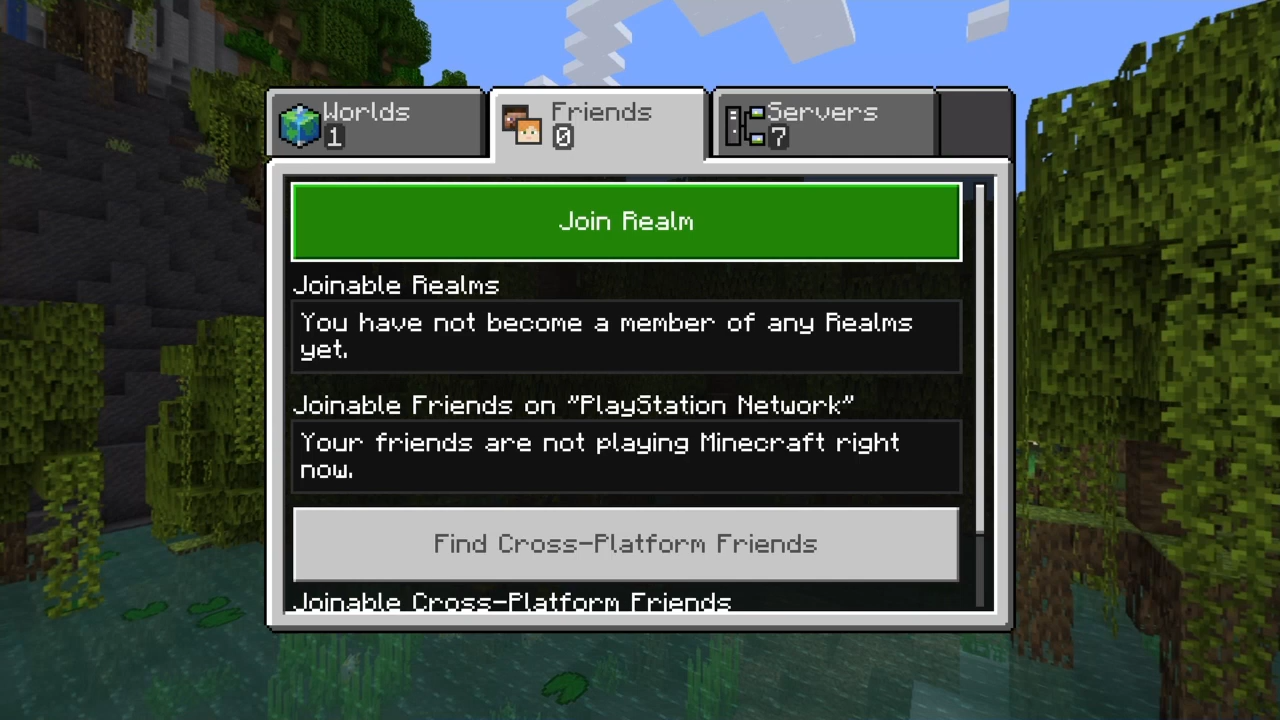 Worlds
1
Friends
0
Servers
7
Join Realm
Joinable Realms
You have not become a member of any Realms
yet.
Joinable Friends on "PlayStation Network"
Your friends are not playing Minecraft right
now.
Find Cross-Platform Friends
Joinable Cross-Platform Friends